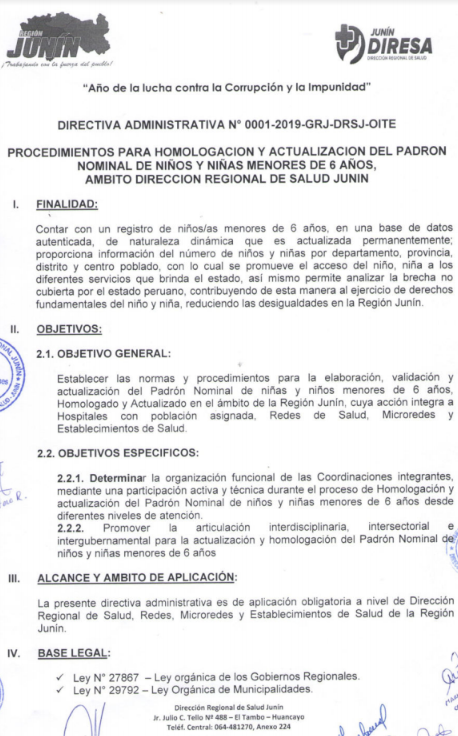 REGIÓN
JUNÍN
¡Trabajando con la fuerza del pueblo!
JUNÍN
DIRESA
DIRECCION REGIONAL DE SALUD
“Año de la lucha contra la Corrupción y la Impunidad”
DIRECTIVA ADMINISTRATIVA N° 0001-2019-GRJ-DRSJ-OITE
PROCEDIMIENTOS PARA HOMOLOGACION Y ACTUALIZACION DEL PADRON
NOMINAL DE NIÑOS Y NIÑAS MENORES DE 6 AÑOS,
AMBITO DIRECCION REGIONAL DE SALUD JUNIN
I. FINALIDAD:
Contar con un registro de niños/as menores de 6 años, en una base de datos
autenticada, de naturaleza dinámica que es actualizada permanentemente;
proporciona información del número de niños y niñas por departamento, provincia,
distrito y centro poblado, con lo cual se promueve el acceso del niño, niña a los
diferentes servicios que brinda el estado, así mismo permite analizar la brecha no
cubierta por el estado peruano, contribuyendo de esta manera al ejercicio de derechos
fundamentales del niño y niña, reduciendo las desigualdades en la Región Junín.
II. OBJETIVOS:
2.1. OBJETIVO GENERAL:
Establecer las normas y procedimientos para la elaboración, validación y
actualización del Padrón Nominal de niñas y niños menores de 6 años,
Homologado y Actualizado en el ámbito de la Región Junín, cuya acción integra a
Hospitales con población asignada, Redes de Salud, Microredes y
Establecimientos de Salud.
2.2. OBJETIVOS ESPECIFICOS:
2.2.1. Determinar la organización funcional de las Coordinaciones integrantes,
mediante una participación activa y técnica durante el proceso de Homologación y
actualización del Padrón Nominal de niños y niñas menores de 6 años desde
diferentes niveles de atención.
2.2.2. Promover la articulación interdisciplinaria, intersectorial e
intergubernamental para la actualización y homologación del Padrón Nominal de
niños y niñas menores de 6 años
III. ALCANCE Y AMBITO DE APLICACIÓN:
La presente directiva administrativa es de aplicación obligatoria a nivel de Dirección
Regional de Salud, Redes, Microredes y Establecimientos de Salud de la Región
Junín.
IV. BASE LEGAL:
✓ Ley N° 27867 – Ley orgánica de los Gobiernos Regionales.
✓ Ley N° 29792 – Ley Orgánica de Municipalidades.
Dirección Regional de Salud Junín
Jr. Julio C. Tello Nº 488 – El Tambo – Huancayo
Teléf. Central: 064-481270, Anexo 224